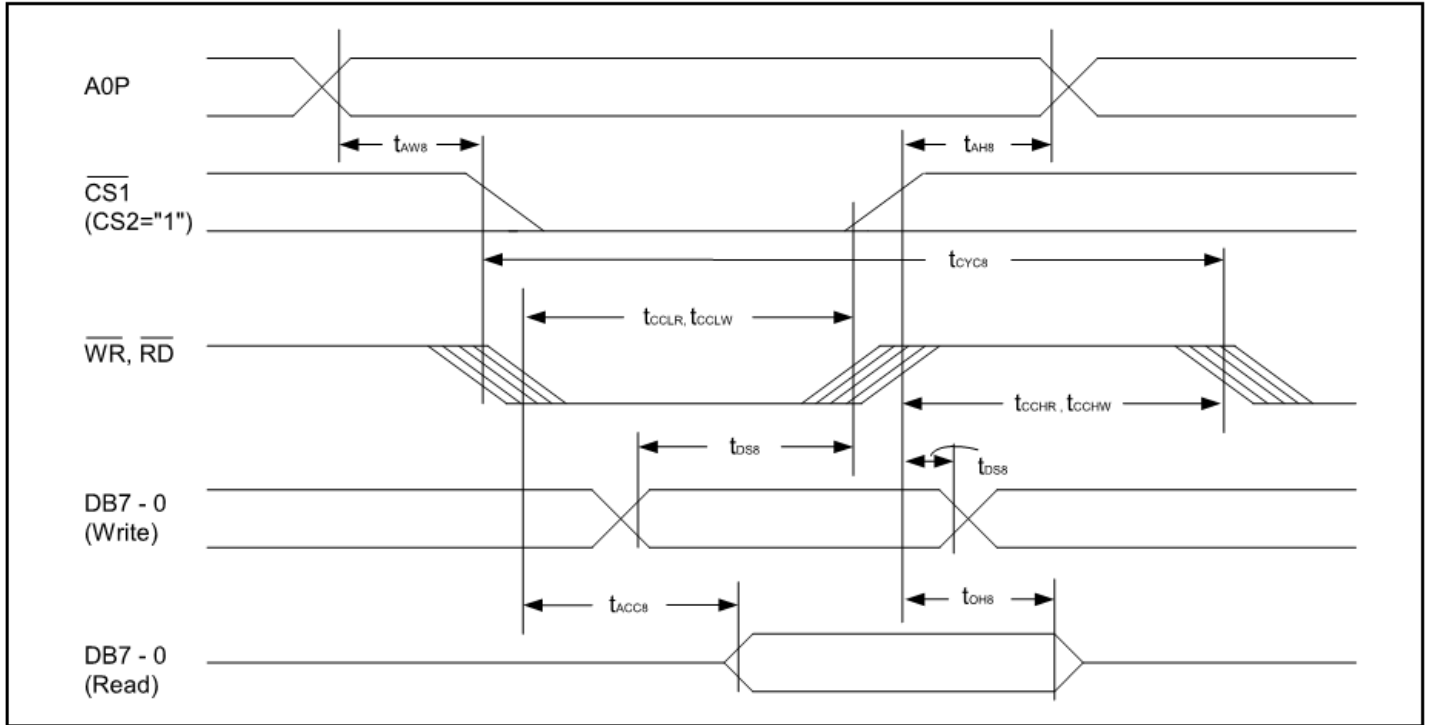 A0P
tAW8
tAH8
CS1
(CS2="1")
tCYC8
tCCLR, tCCLW
WR, RD
tCCHR, tCCHW
tDS8
tDS8
DB7 - 0
(Write)
tACC8
tOH8
DB7 - 0
(Read)